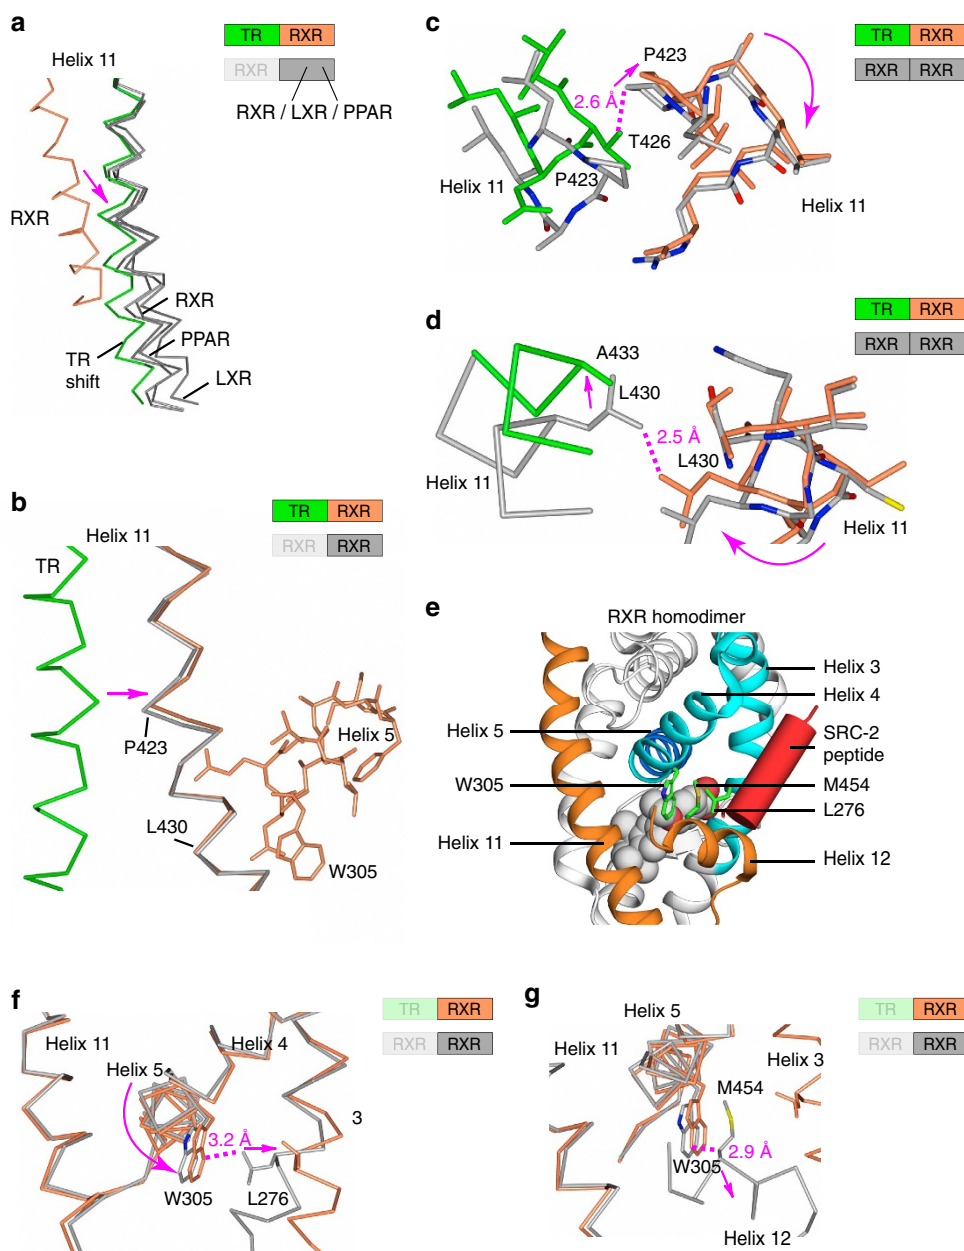 a
TR RXR
Helix 11
RXR
RXR / LXR / PPAR
RXR
RXR
PPAR
TR
shift
LXR
b
TR RXR
RXR RXR
Helix 11
TR
P423
Helix 5
L430
W305
c
TR RXR
RXR RXR
P423
2.6 Å
T426
P423
Helix 11
Helix 11
d
TR RXR
RXR RXR
A433
L430
2.5 Å
L430
Helix 11
Helix 11
e
RXR homodimer
Helix 3
Helix 4
Helix 5
SRC-2
peptide
W305
M454
L276
Helix 11
Helix 12
f
TR RXR
RXR RXR
Helix 11
Helix 4
Helix 5
3
3.2 Å
W305
L276
g
TR RXR
RXR RXR
Helix 5
Helix 11
Helix 3
M454
W305
2.9 Å
Helix 12